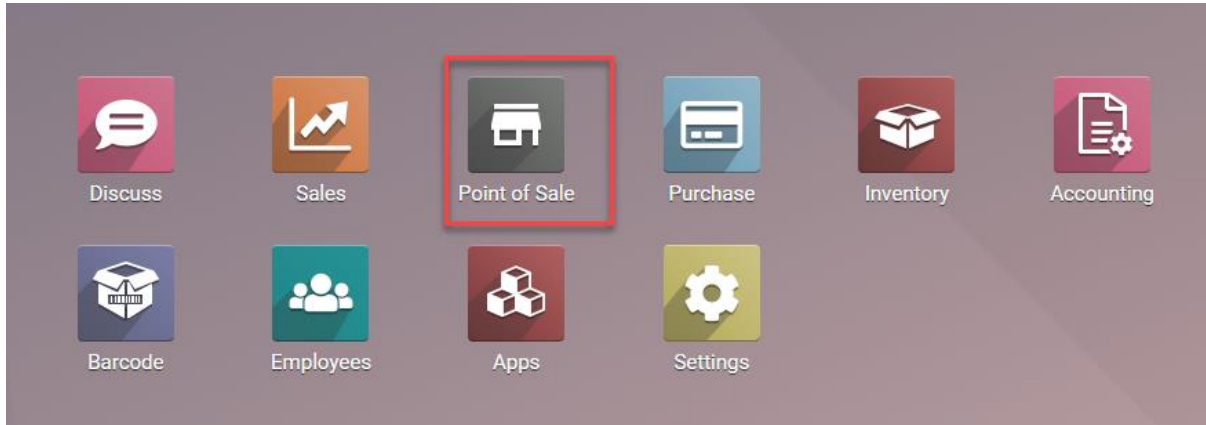 Discuss
Sales
Point of Sale
Purchase
Inventory
Accounting
Barcode
Employees
Apps
Settings